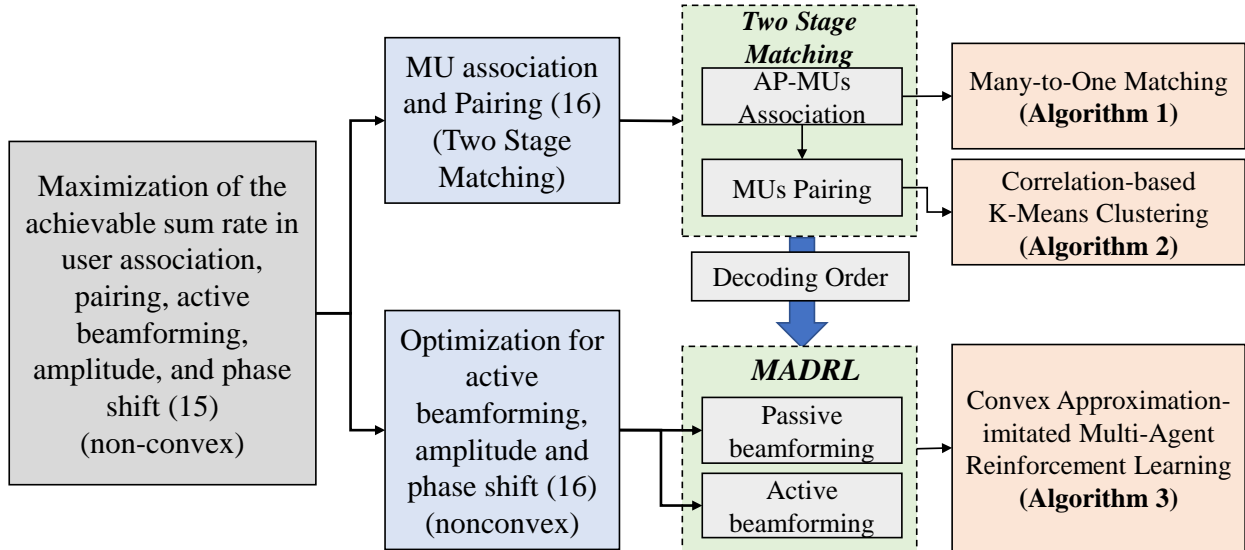 Maximization of the
achievable sum rate in
user association,
pairing, active
beamforming,
amplitude, and phase
shift (15)
(non-convex)
MU association
and Pairing (16)
(Two Stage
Matching)
Optimization for
active
beamforming,
amplitude and
phase shift (16)
(nonconvex)
Two Stage
Matching
AP-MUs
Association
MUs Pairing
Decoding Order
MADRL
Passive
beamforming
Active
beamforming
Many-to-One Matching
(Algorithm 1)
Correlation-based
K-Means Clustering
(Algorithm 2)
Convex Approximation-
imitated Multi-Agent
Reinforcement Learning
(Algorithm 3)